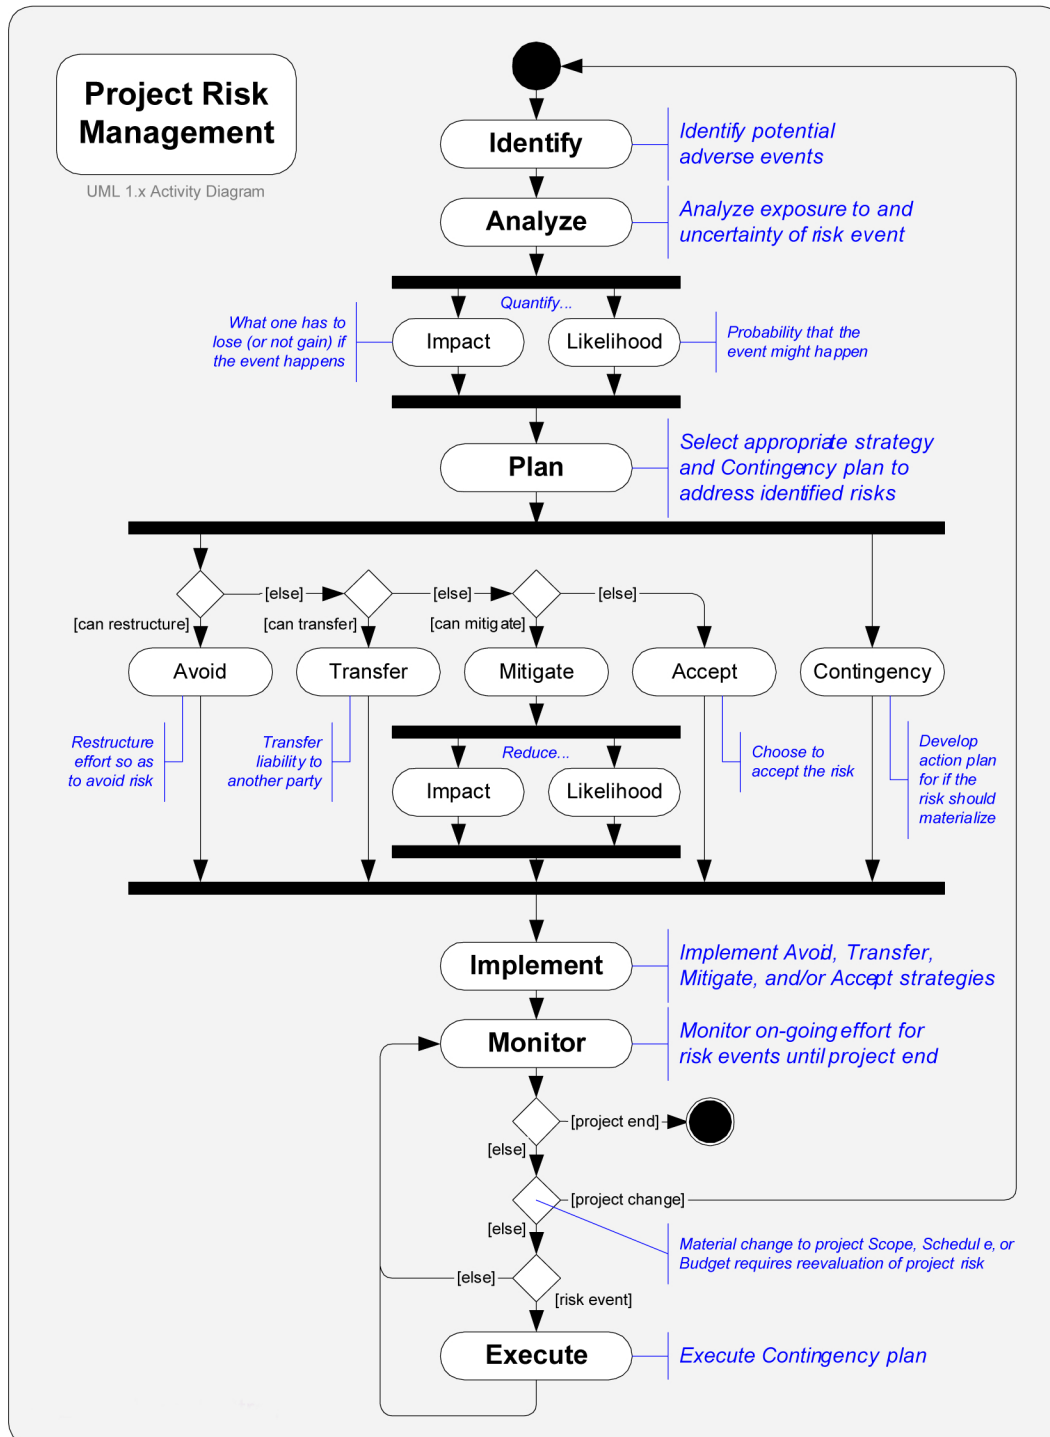 Project Risk
Management
UML 1.x Activity Diagram
Identify
Identify potential
adverse events
Analyze
Analyze exposure to and
uncertainty of risk event
Quantify...
What one has to
lose (or not gain) if
the event happens
Impact
Likelihood
Probability that the
event might happen
Plan
Select appropriate strategy
and Contingency plan to
address identified risks
[else]
[else]
[else]
[can restructure]
[can transfer]
[can mitigate]
Avoid
Transfer
Mitigate
Accept
Contingency
Restructure
effort so as
to avoid risk
Transfer
liability to
another party
Reduce...
Impact
Likelihood
Choose to
accept the risk
Develop
action plan
for if the
risk should
materialize
Implement
Implement Avoid, Transfer,
Mitigate, and/or Accept strategies
Monitor
Monitor on-going effort for
risk events until project end
[project end]
[else]
[project change]
[else]
Material change to project Scope, Schedule, or
Budget requires reevaluation of project risk
[else]
[risk event]
Execute
Execute Contingency plan